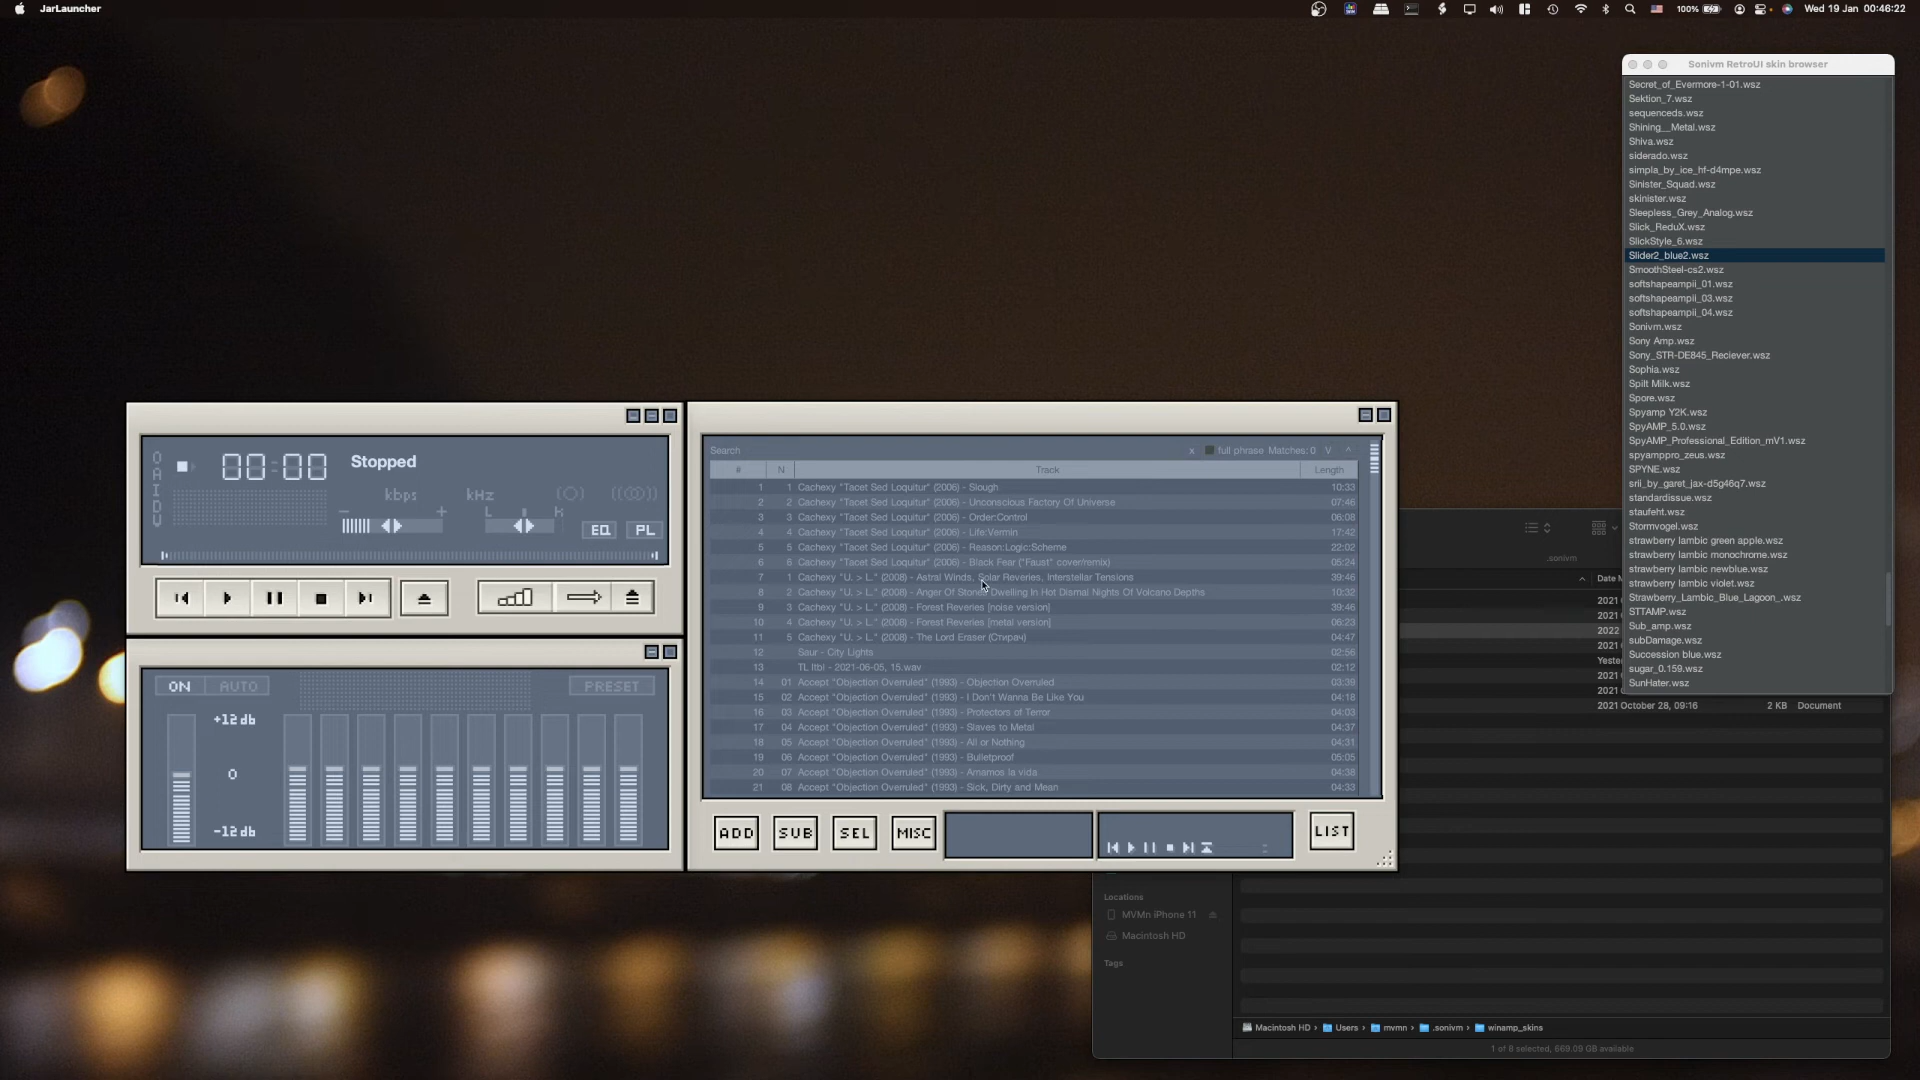 JarLauncher
100%
Wed 19 Jan 00:46:22
Sonivm RetroUI skin browser
Secret_of_Evermore-1-01.wsz
Sektion_7.wsz
sequenceds.wsz
Shining__Metal.wsz
Shiva.wsz
siderado.wsz
simpla_by_ice_hf-d4mpe.wsz
Sinister_Squad.wsz
skinister.wsz
Sleepless_Grey_Analog.wsz
Slick_ReduX.wsz
SlickStyle_6.wsz
Slider2_blue2.wsz
SmoothSteel-cs2.wsz
softshapeampii_01.wsz
softshapeampii_03.wsz
softshapeampii_04.wsz
Sonivm.wsz
Sony Amp.wsz
Sony_STR-DE845_Reciever.wsz
Sophia.wsz
Spilt Milk.wsz
Spore.wsz
Spyamp Y2K.wsz
SpyAMP_5.0.wsz
SpyAMP_Professional_Edition_mV1.wsz
spyamppro_zeus.wsz
SPYNE.wsz
srii_by_garet_jax-d5g46q7.wsz
standardissue.wsz
staufeht.wsz
Stormvogel.wsz
strawberry lambic green apple.wsz
strawberry lambic monochrome.wsz
strawberry lambic newblue.wsz
strawberry lambic violet.wsz
Strawberry_Lambic_Blue_Lagoon_.wsz
STTAMP.wsz
Sub_amp.wsz
subDamage.wsz
Succession blue.wsz
sugar_0.159.wsz
SunHater.wsz
O A I D V
00:00
Stopped
kbps kHz
L R
EQ PL
ON AUTO PRESET
+12 db
0
-12 db
Search x full phrase Matches: 0 V ^
# N Track Length
1 1 Cachexy "Tacet Sed Loquitur" (2006) - Slough 10:33
2 2 Cachexy "Tacet Sed Loquitur" (2006) - Unconscious Factory Of Universe 07:46
3 3 Cachexy "Tacet Sed Loquitur" (2006) - Order:Control 06:08
4 4 Cachexy "Tacet Sed Loquitur" (2006) - Life:Vermin 17:42
5 5 Cachexy "Tacet Sed Loquitur" (2006) - Reason:Logic:Scheme 22:02
6 6 Cachexy "Tacet Sed Loquitur" (2006) - Black Fear ("Faust" cover/remix) 05:24
7 1 Cachexy "U. > L." (2008) - Astral Winds, Solar Reveries, Interstellar Tensions 39:46
8 2 Cachexy "U. > L." (2008) - Anger Of Stones Dwelling In Hot Dismal Nights Of Volcano Depths 10:32
9 3 Cachexy "U. > L." (2008) - Forest Reveries [noise version] 39:46
10 4 Cachexy "U. > L." (2008) - Forest Reveries [metal version] 06:23
11 5 Cachexy "U. > L." (2008) - The Lord Eraser (Стирач) 04:47
12 Saur - City Lights 02:56
13 TL Itbl - 2021-06-05, 15.wav 02:12
14 01 Accept "Objection Overruled" (1993) - Objection Overruled 03:39
15 02 Accept "Objection Overruled" (1993) - I Don't Wanna Be Like You 04:18
16 03 Accept "Objection Overruled" (1993) - Protectors of Terror 04:03
17 04 Accept "Objection Overruled" (1993) - Slaves to Metal 04:37
18 05 Accept "Objection Overruled" (1993) - All or Nothing 04:31
19 06 Accept "Objection Overruled" (1993) - Bulletproof 05:05
20 07 Accept "Objection Overruled" (1993) - Amamos la vida 04:38
21 08 Accept "Objection Overruled" (1993) - Sick, Dirty and Mean 04:33
ADD SUB SEL MISC LIST
.sonivm
Date M
2021
2022
2021
Yeste
2021
2021
2021 October 28, 09:16 2 KB Document
Locations
MVMn iPhone 11
Macintosh HD
Tags
Macintosh HD › Users › mvmn › .sonivm › winamp_skins
1 of 8 selected, 669.09 GB available